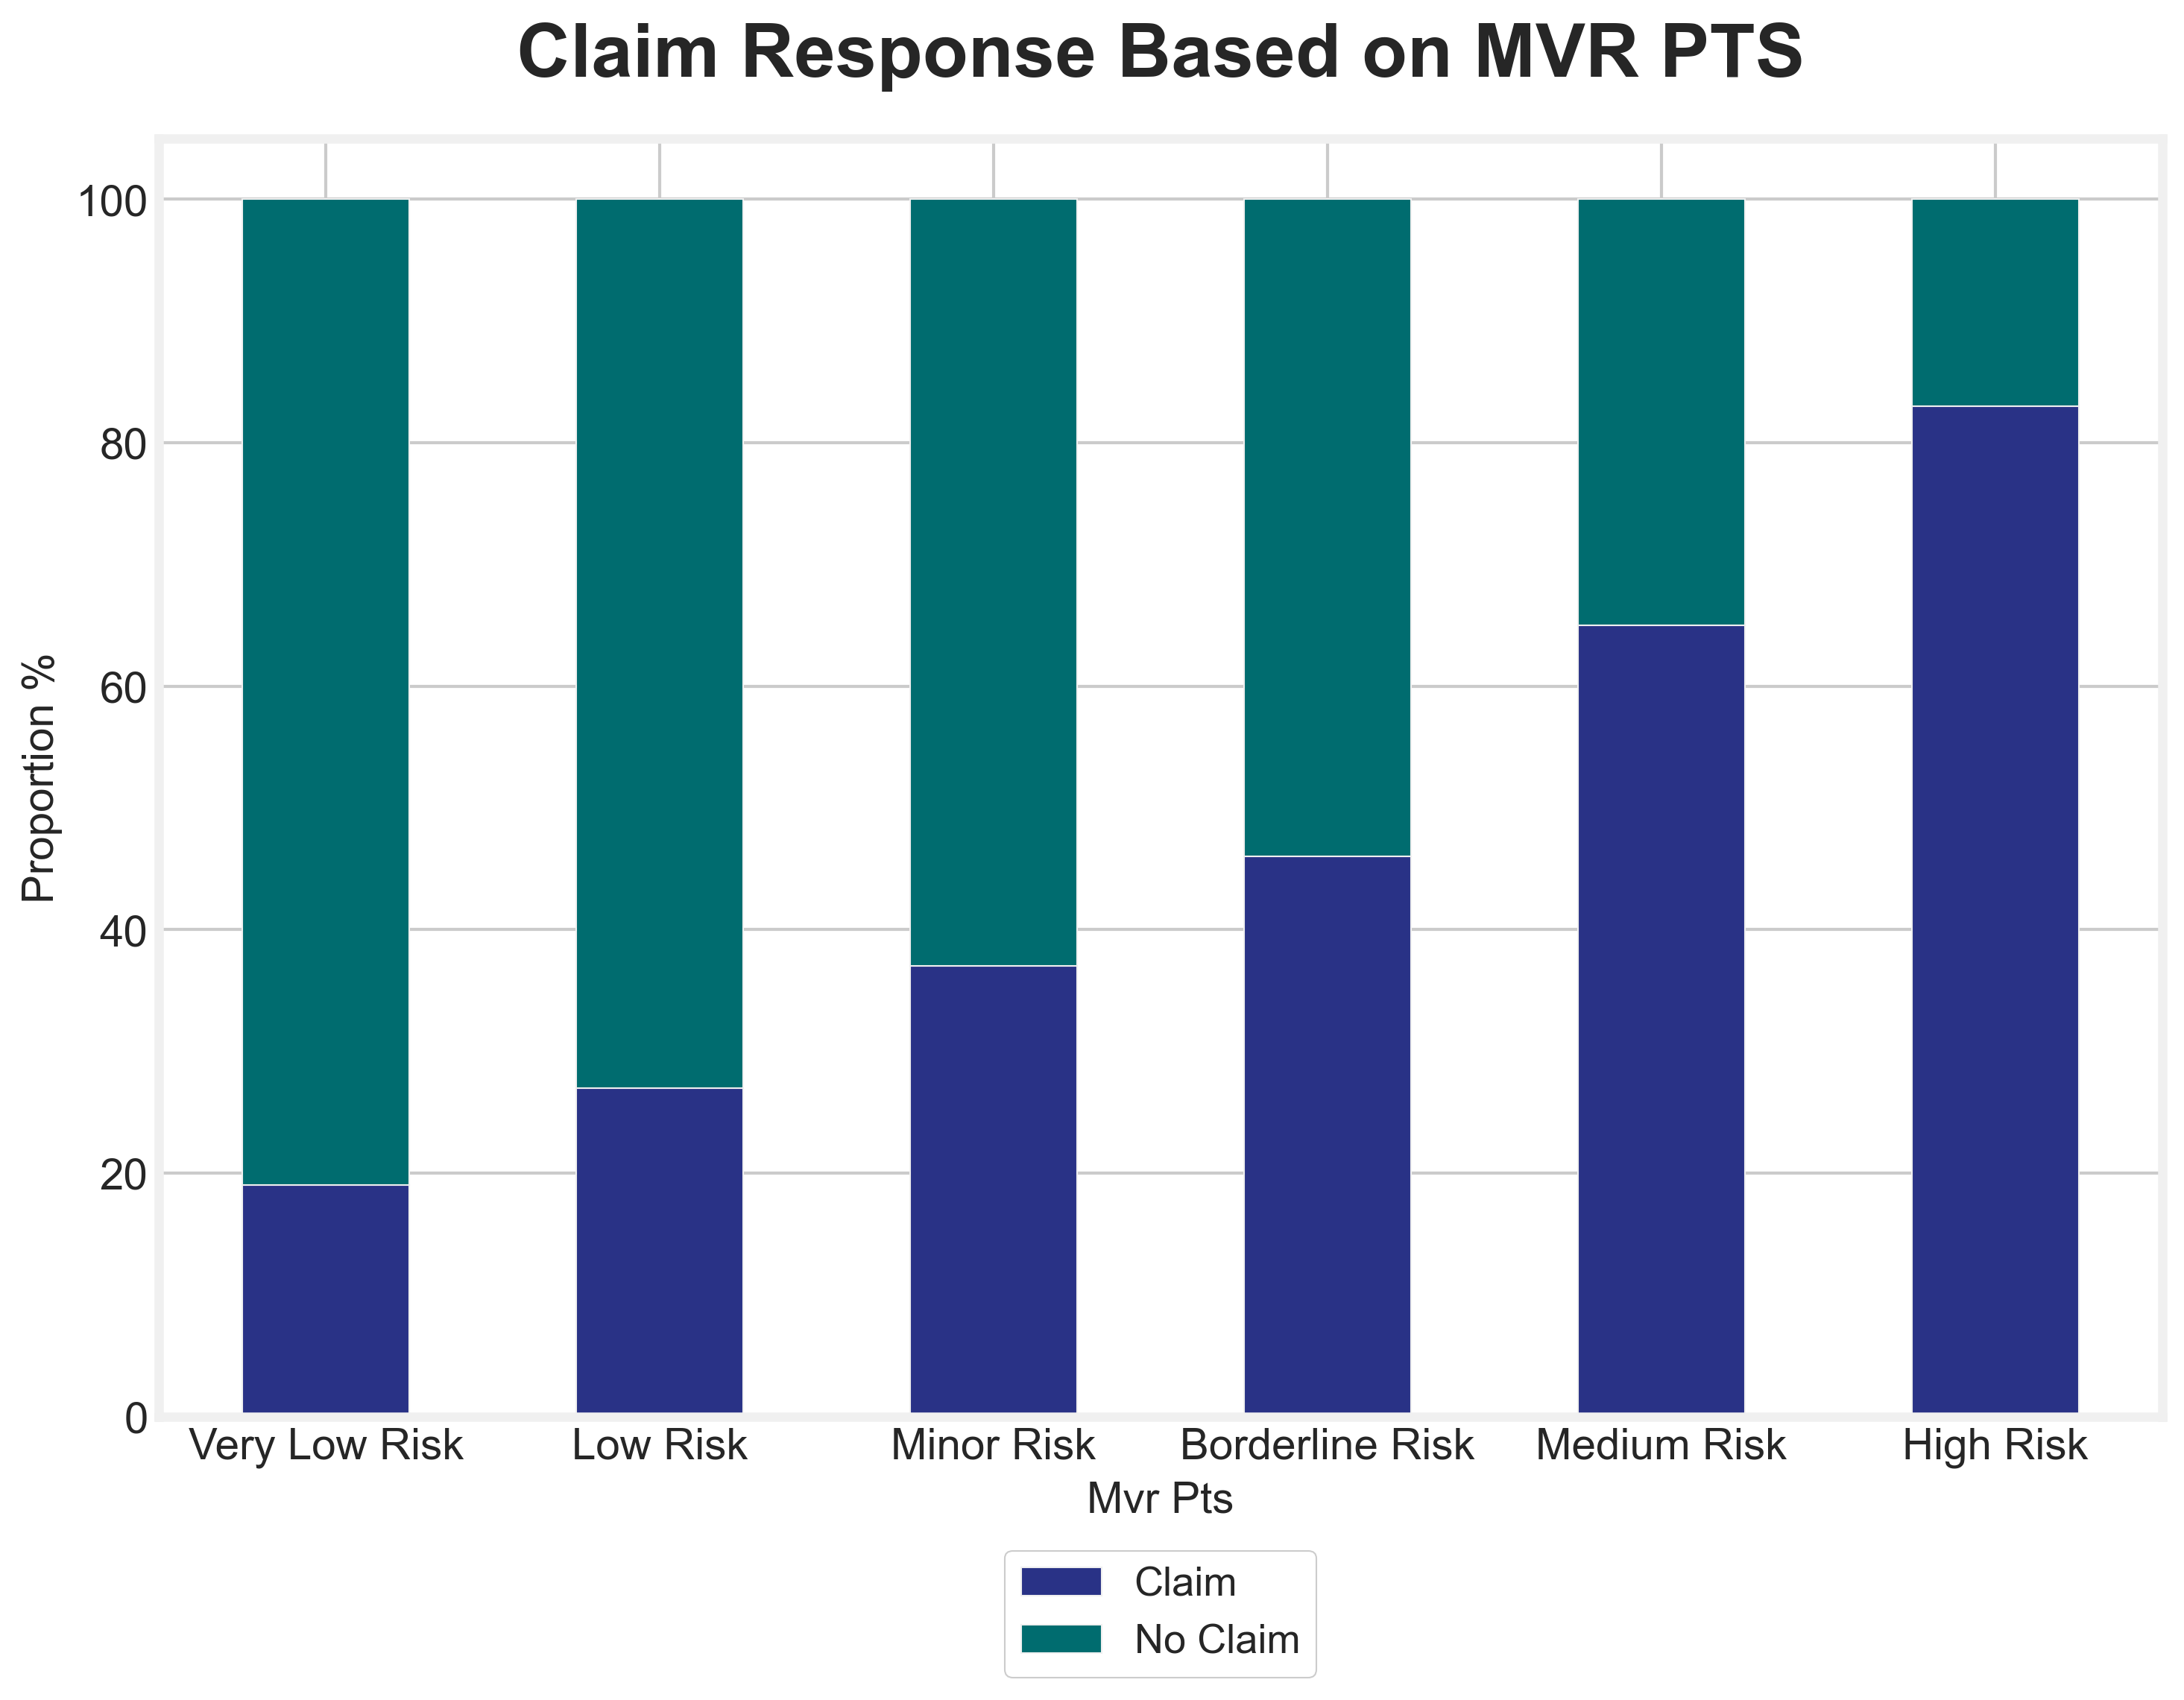 Claim Response Based on MVR PTS
Proportion %
100
80
60
40
20
0
Very Low Risk Low Risk Minor Risk Borderline Risk Medium Risk High Risk
Mvr Pts
Claim
No Claim